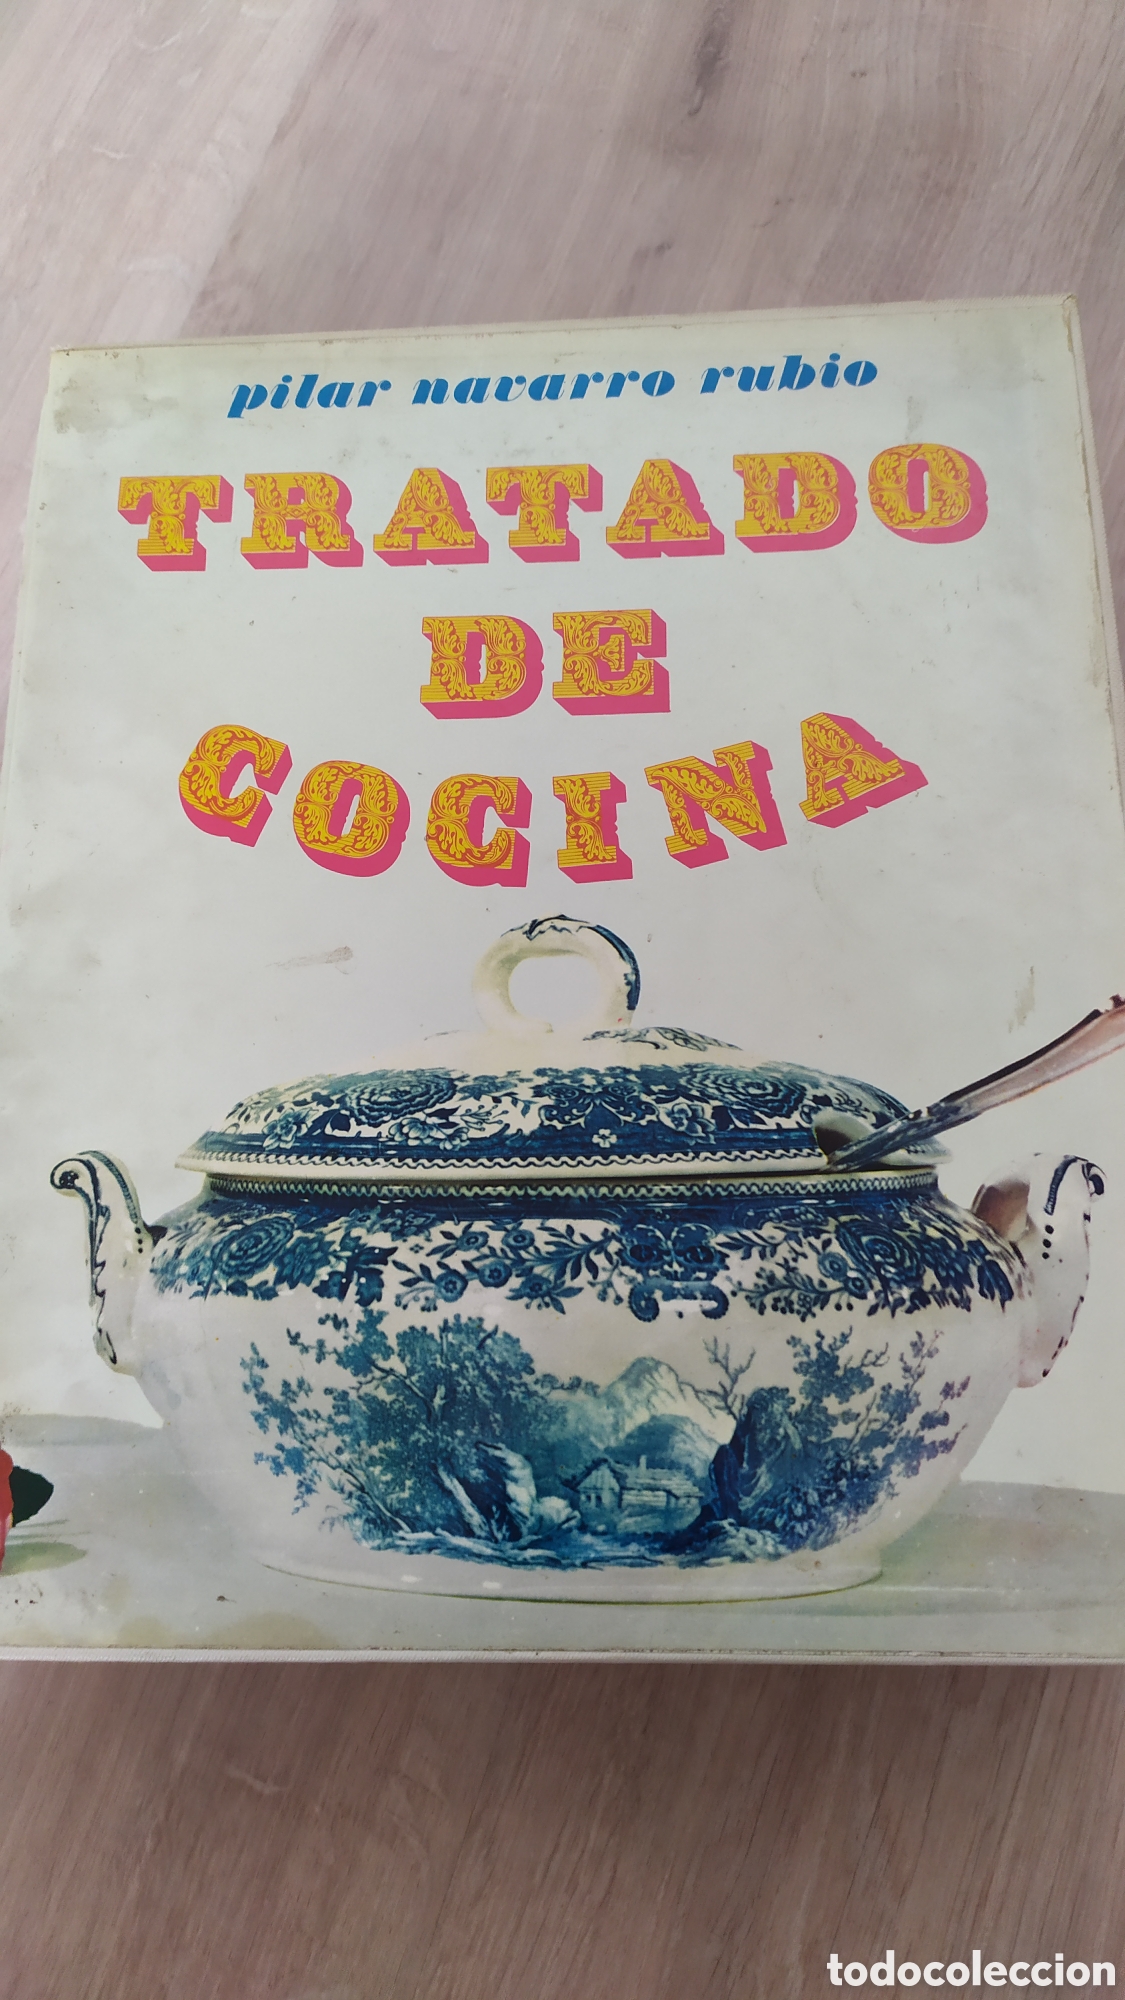 pilar navarro rubio
TRATADO
DE
COCINA
todocoleccion